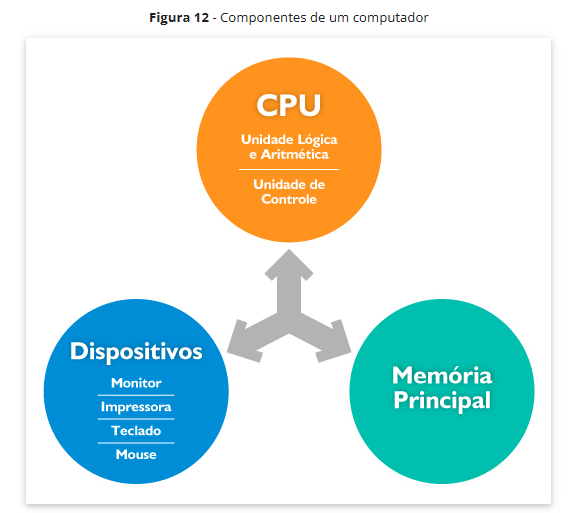 Figura 12 - Componentes de um computador
CPU
Unidade Lógica
e Aritmética
Unidade de
Controle
Dispositivos
Monitor
Impressora
Teclado
Mouse
Memória
Principal